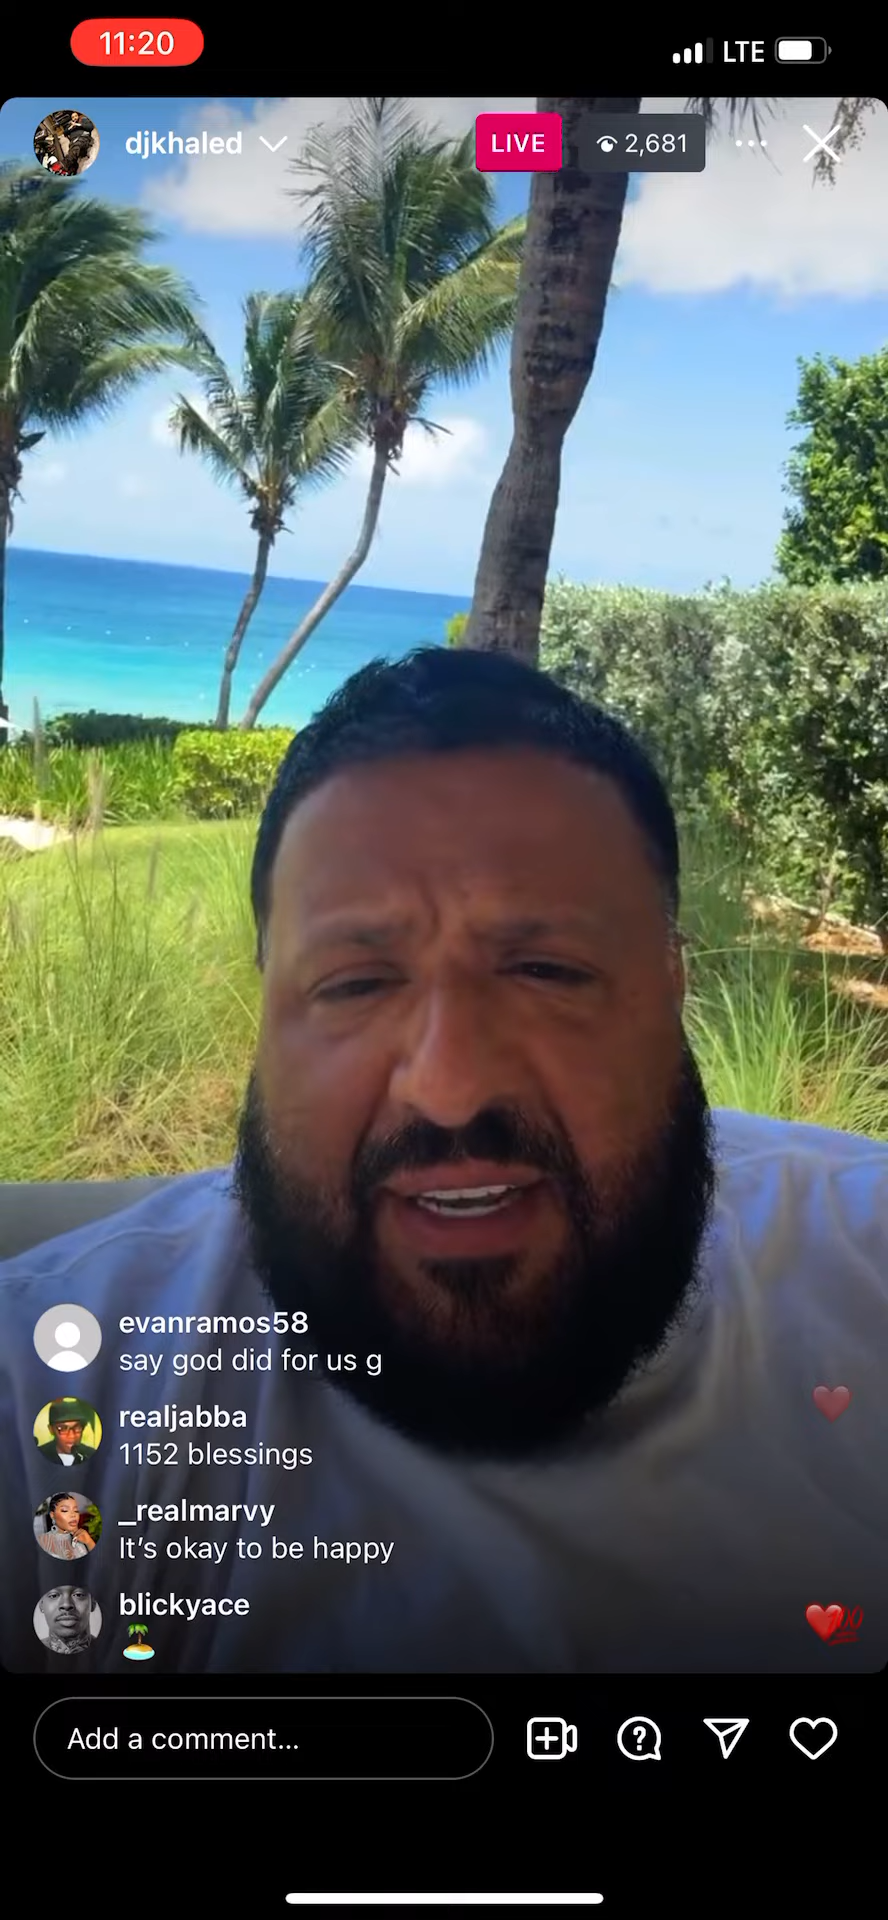 11:20
LTE
djkhaled
LIVE
2,681
evanramos58
say god did for us g
realjabba
1152 blessings
_realmarvy
It's okay to be happy
blickyace
100
Add a comment...